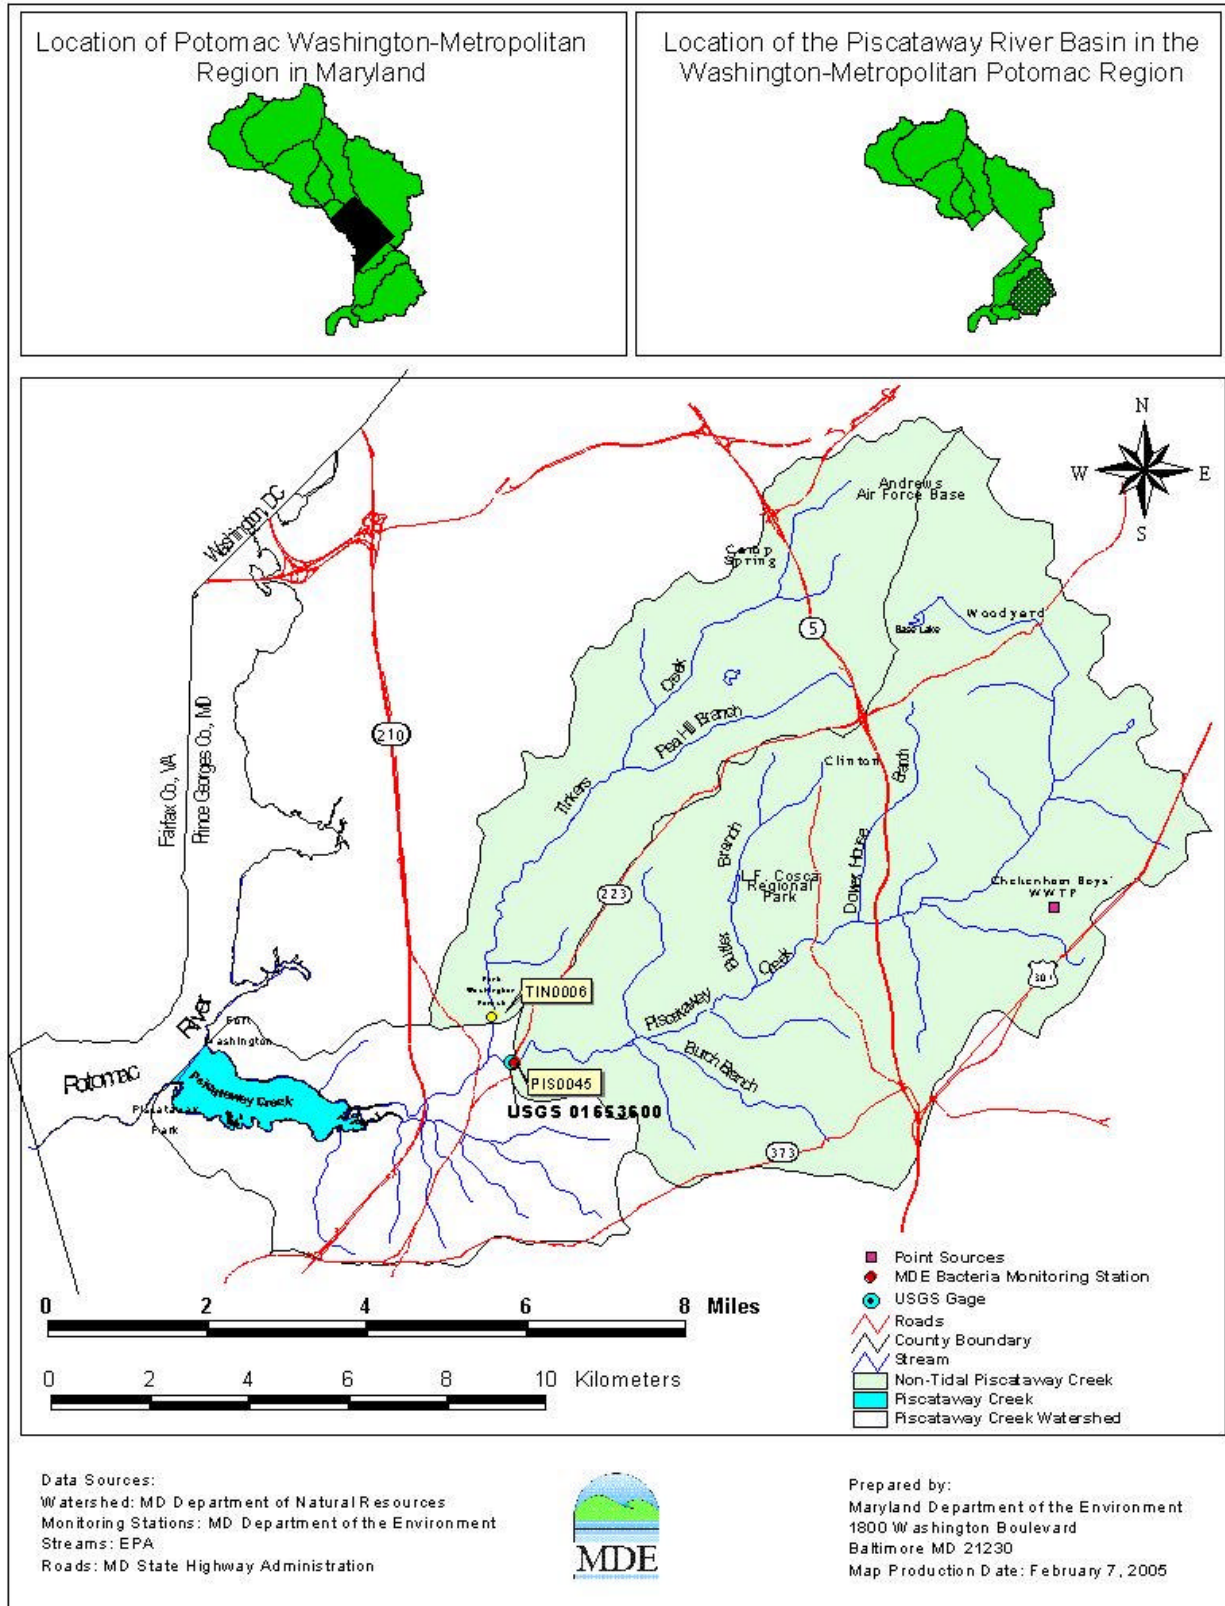 Location of Potomac Washington-Metropolitan
Region in Maryland
Location of the Piscataway River Basin in the
Washington-Metropolitan Potomac Region
N
W
E
S
Washington, DC
Andrews
Air Force Base
Camp
Spring
Woodyard
Base Lake
5
Creek
Pea Hill Branch
210
Fairfax Co., VA
Prince Georges Co., MD
Tinkers
Clinton
Branch
Branch
223
L.F. Cosca
Regional
Park
Dower House
Cheltenham Boys'
WWTP
Butler
Creek
301
TIN0006
Piscataway
River
Fort
Washington
Burch Branch
Potomac
Piscataway Creek
PIS0045
USGS 01653600
Piscataway
Park
373
Point Sources
MDE Bacteria Monitoring Station
USGS Gage
Roads
County Boundary
Stream
Non-Tidal Piscataway Creek
Piscataway Creek
Piscataway Creek Watershed
0 2 4 6 8 Miles
0 2 4 6 8 10 Kilometers
Data Sources:
Watershed: MD Department of Natural Resources
Monitoring Stations: MD Department of the Environment
Streams: EPA
Roads: MD State Highway Administration
MDE
Prepared by:
Maryland Department of the Environment
1800 Washington Boulevard
Baltimore MD 21230
Map Production Date: February 7, 2005